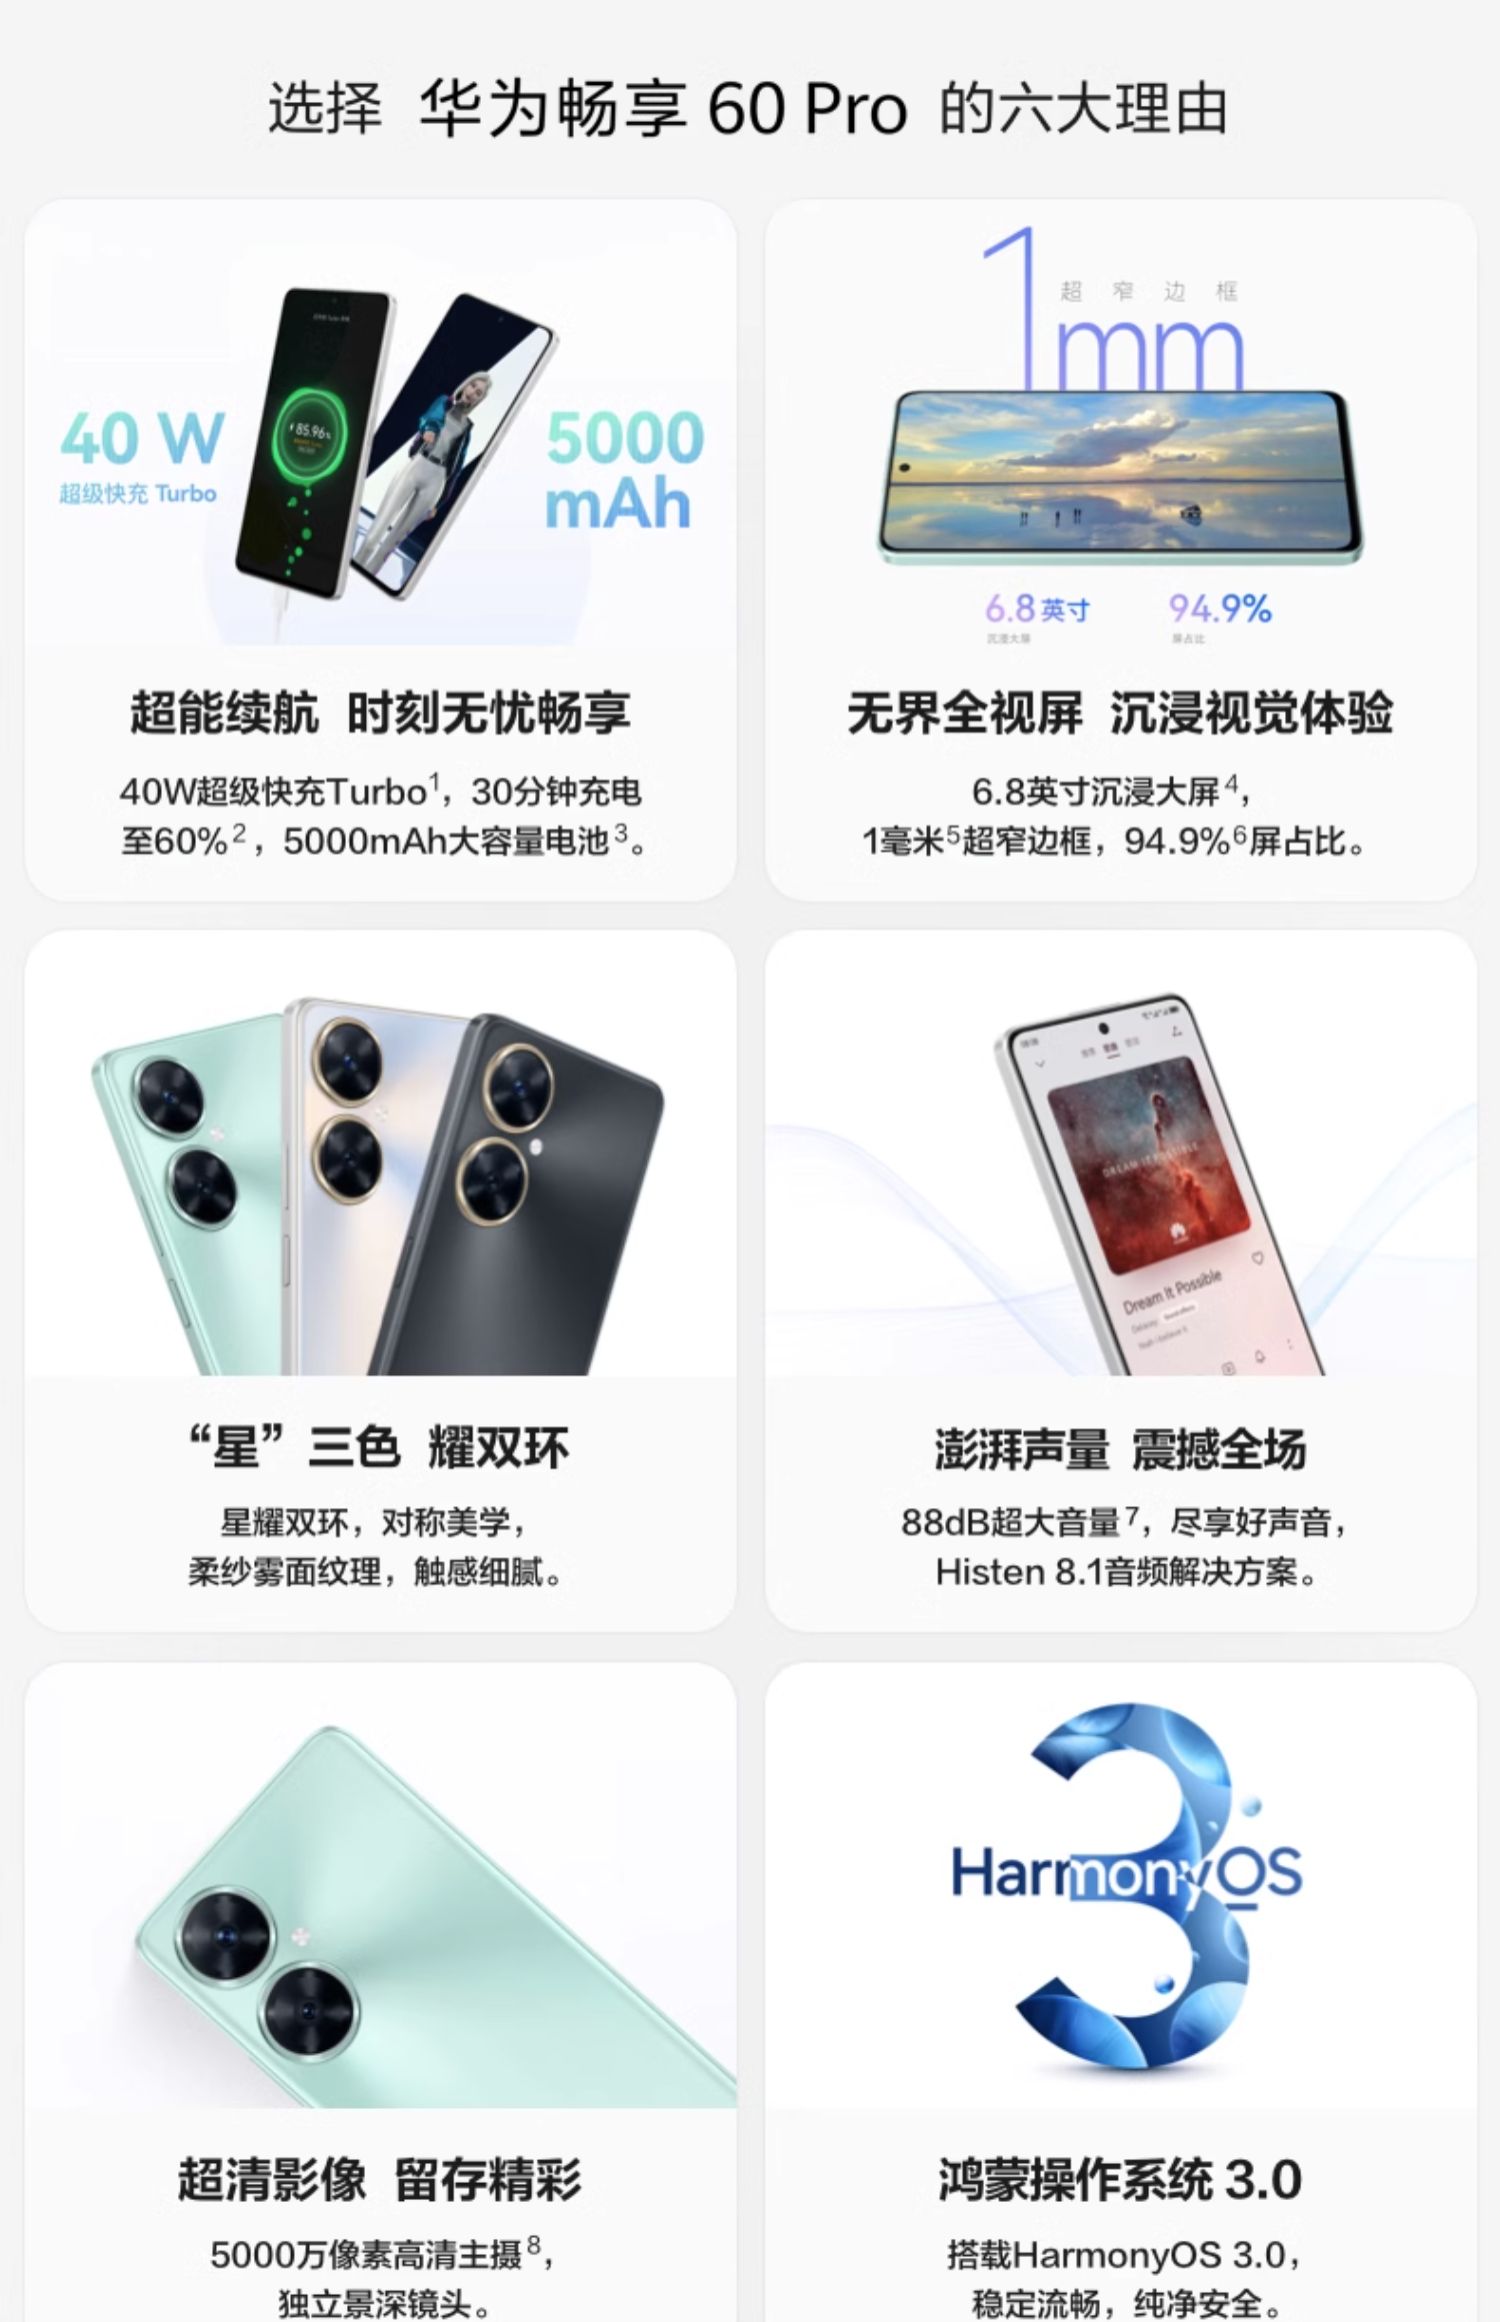 选择 华为畅享 60 Pro 的六大理由
40 W
超级快充 Turbo
85.96%
5000
mAh
超能续航 时刻无忧畅享
40W超级快充Turbo1，30分钟充电
至60%2，5000mAh大容量电池3。
超窄边框
1mm
6.8英寸
沉浸大屏
94.9%
屏占比
无界全视屏 沉浸视觉体验
6.8英寸沉浸大屏4，
1毫米5超窄边框，94.9%6屏占比。
“星”三色 耀双环
星耀双环，对称美学，
柔纱雾面纹理，触感细腻。
DREAM IT POSSIBLE
Dream It Possible
澎湃声量 震撼全场
88dB超大音量7，尽享好声音，
Histen 8.1音频解决方案。
超清影像 留存精彩
5000万像素高清主摄8，
独立景深镜头。
3
HarmonyOS
鸿蒙操作系统 3.0
搭载HarmonyOS 3.0，
稳定流畅，纯净安全。